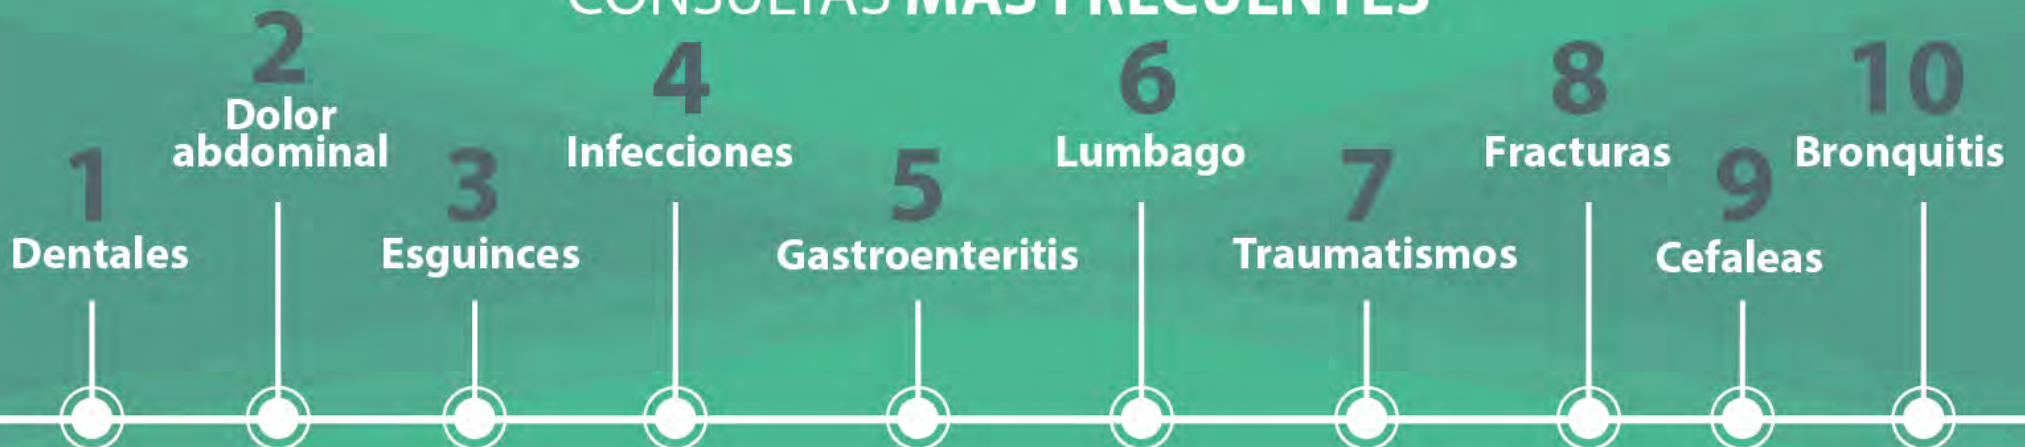 CONSULTAS MÁS FRECUENTES
1
Dentales
2
Dolor
abdominal
3
Esguinces
4
Infecciones
5
Gastroenteritis
6
Lumbago
7
Traumatismos
8
Fracturas
9
Cefaleas
10
Bronquitis